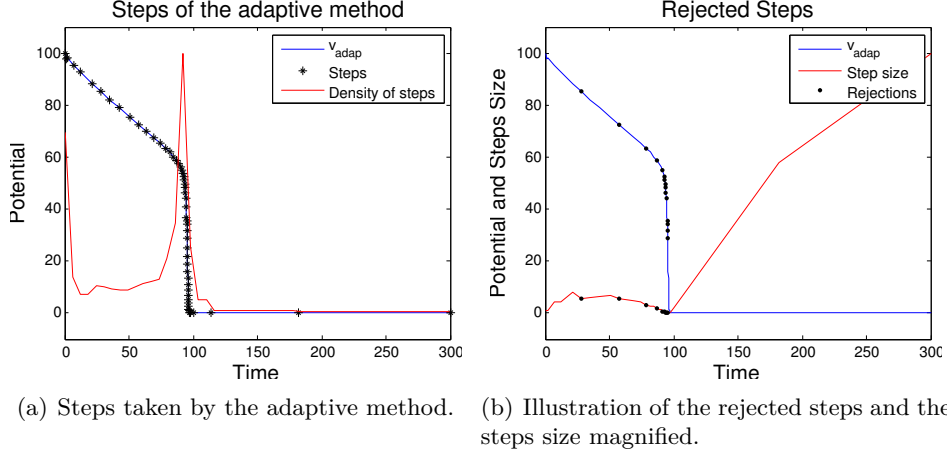 Steps of the adaptive method
100
80
60
40
20
0
Potential
v_adap
Steps
Density of steps
0 50 100 150 200 250 300
Time
(a) Steps taken by the adaptive method.
Rejected Steps
100
80
60
40
20
0
Potential and Steps Size
v_adap
Step size
Rejections
0 50 100 150 200 250 300
Time
(b) Illustration of the rejected steps and the
steps size magnified.